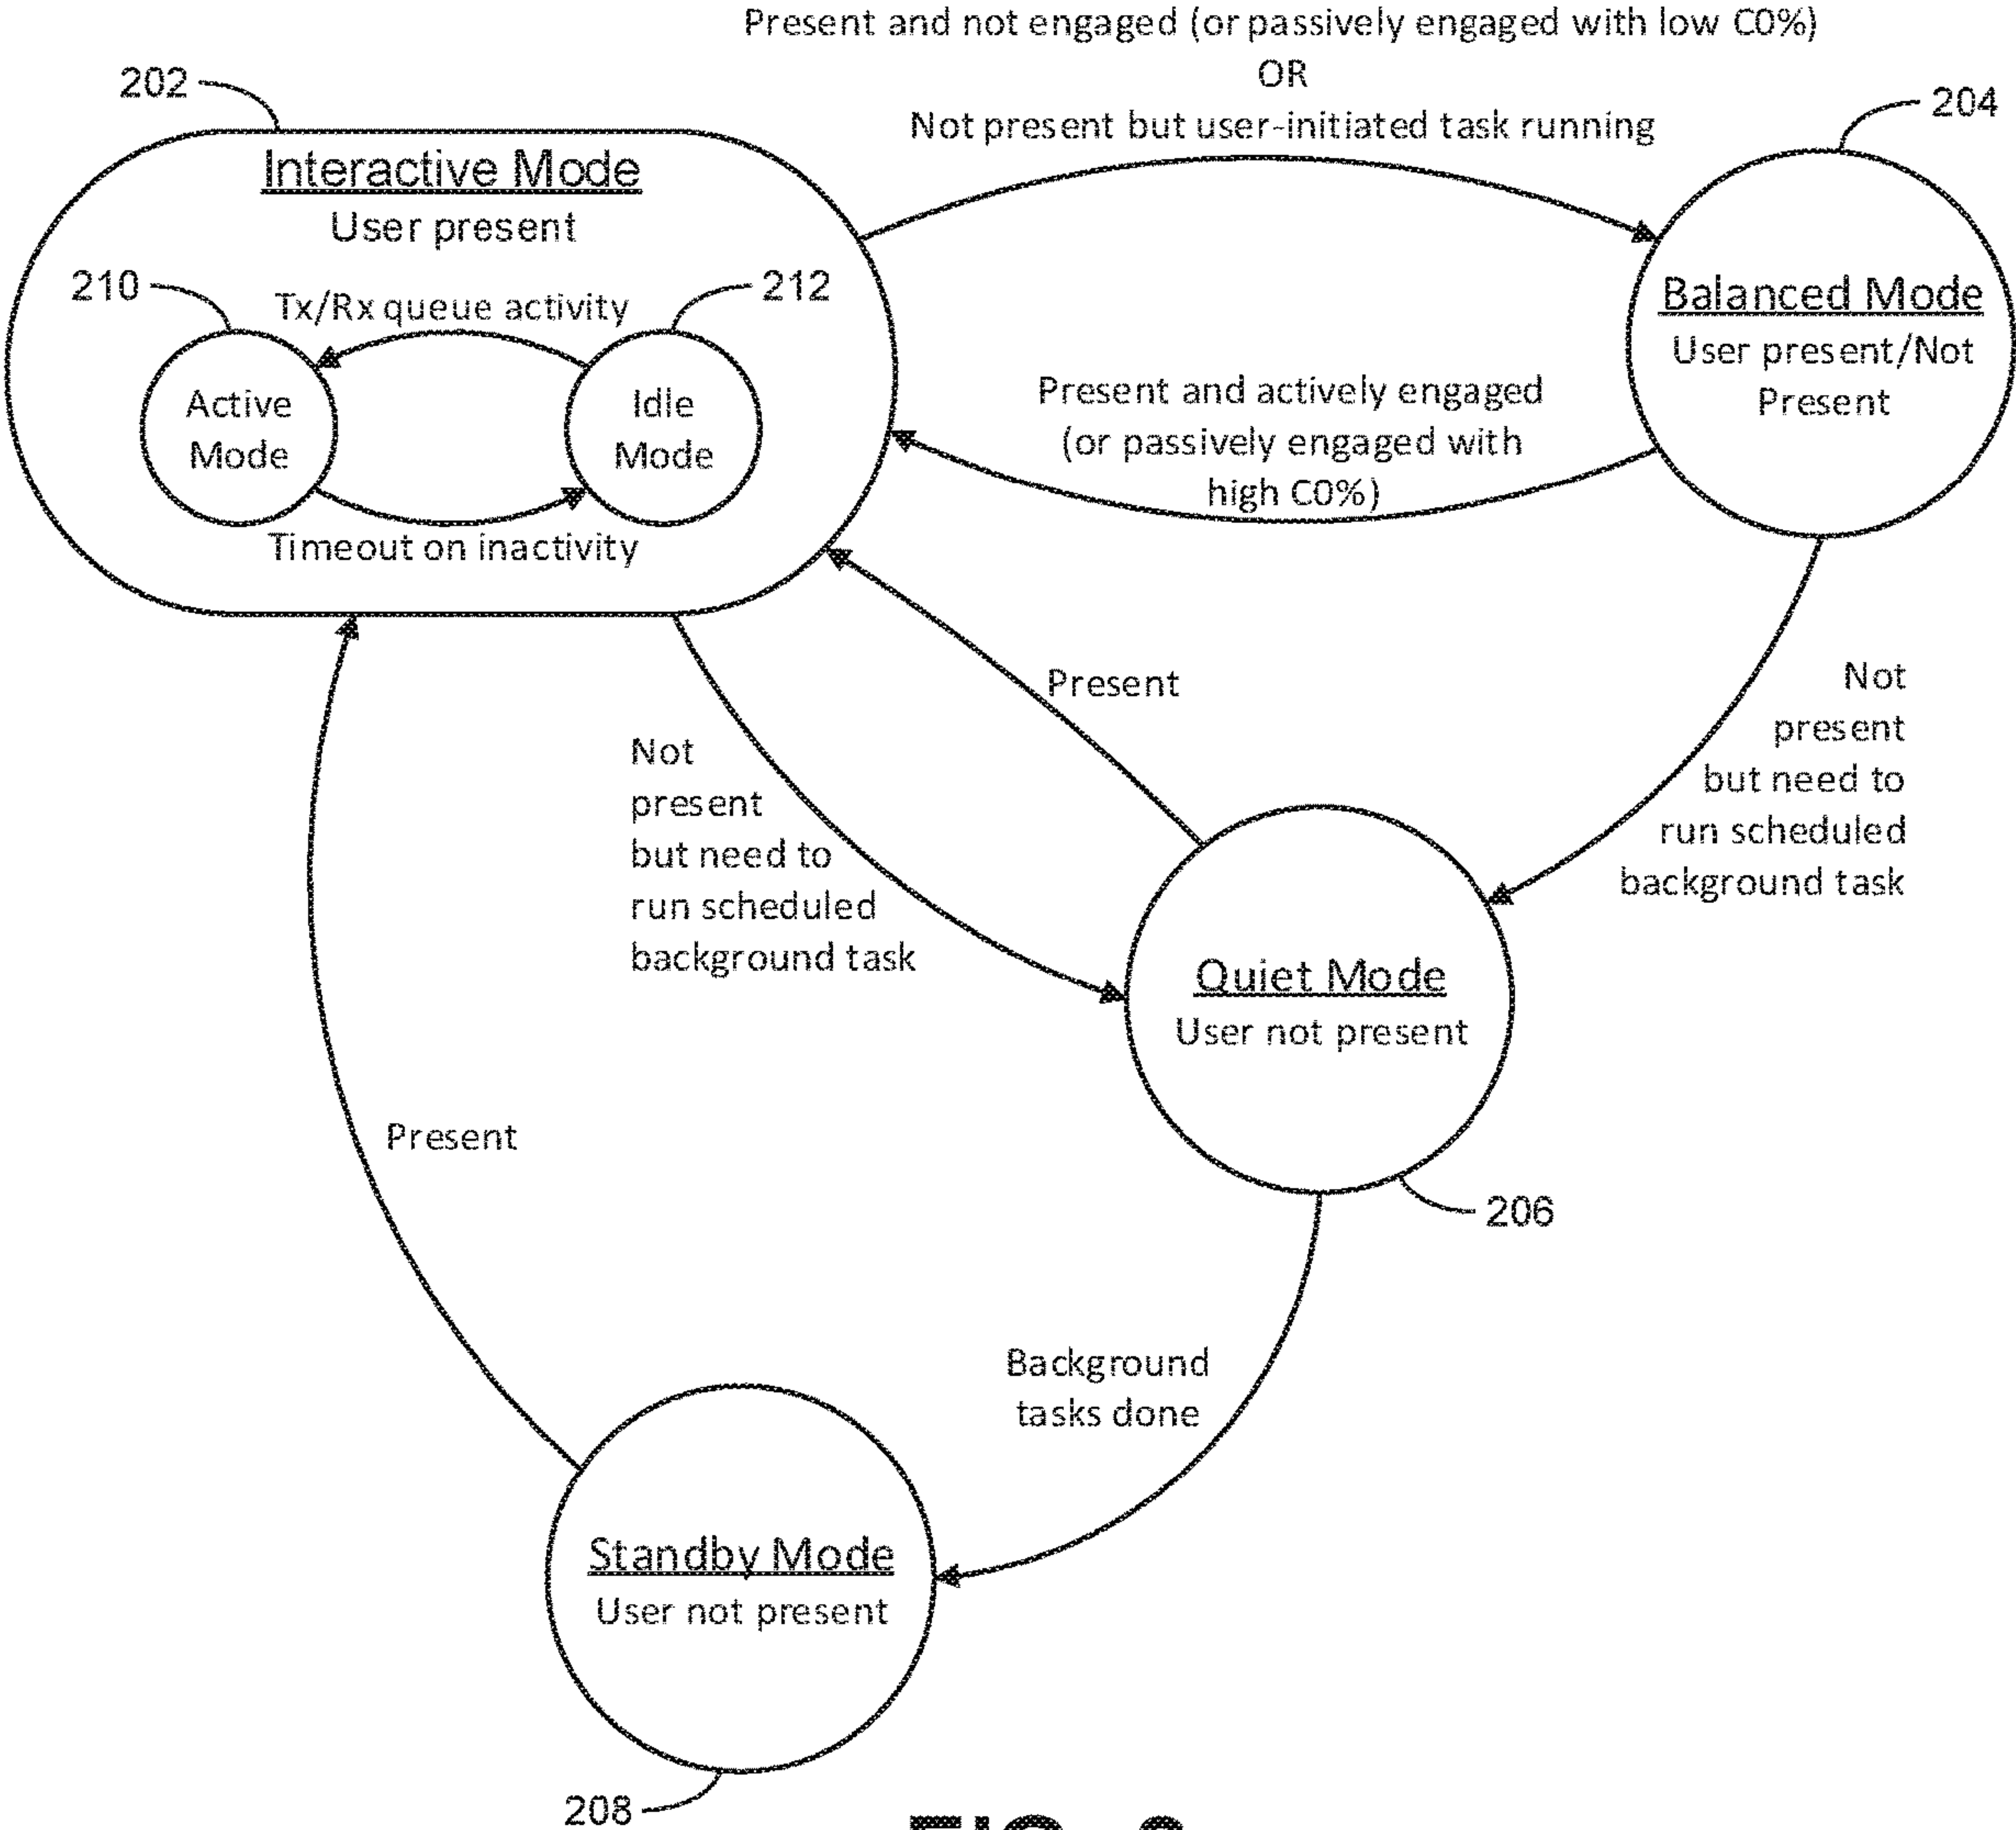 Present and not engaged (or passively engaged with low C0%)
OR
Not present but user-initiated task running
202
204
Interactive Mode
User present
210
212
Tx/Rx queue activity
Active
Mode
Idle
Mode
Timeout on inactivity
Balanced Mode
User present/Not
Present
Present and actively engaged
(or passively engaged with
high C0%)
Present
Not
present
but need to
run scheduled
background task
Not
present
but need to
run scheduled
background task
Quiet Mode
User not present
206
Present
Background
tasks done
Standby Mode
User not present
208